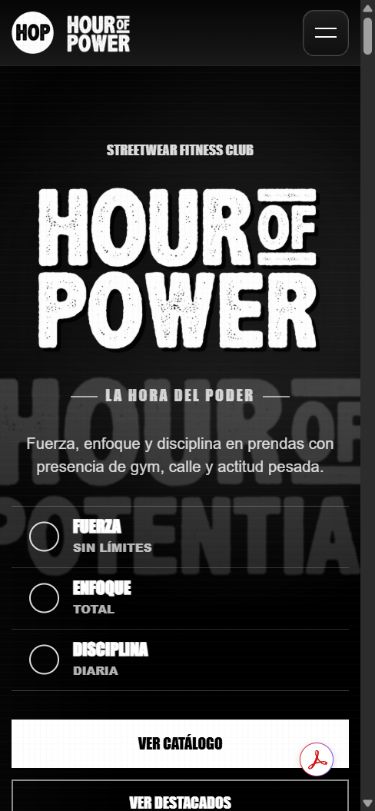 HOP HOUR OF POWER
STREETWEAR FITNESS CLUB
HOUR OF
POWER
LA HORA DEL PODER
Fuerza, enfoque y disciplina en prendas con
presencia de gym, calle y actitud pesada.
HOUR OF
POTENTIA
FUERZA
SIN LÍMITES
ENFOQUE
TOTAL
DISCIPLINA
DIARIA
VER CATÁLOGO
VER DESTACADOS